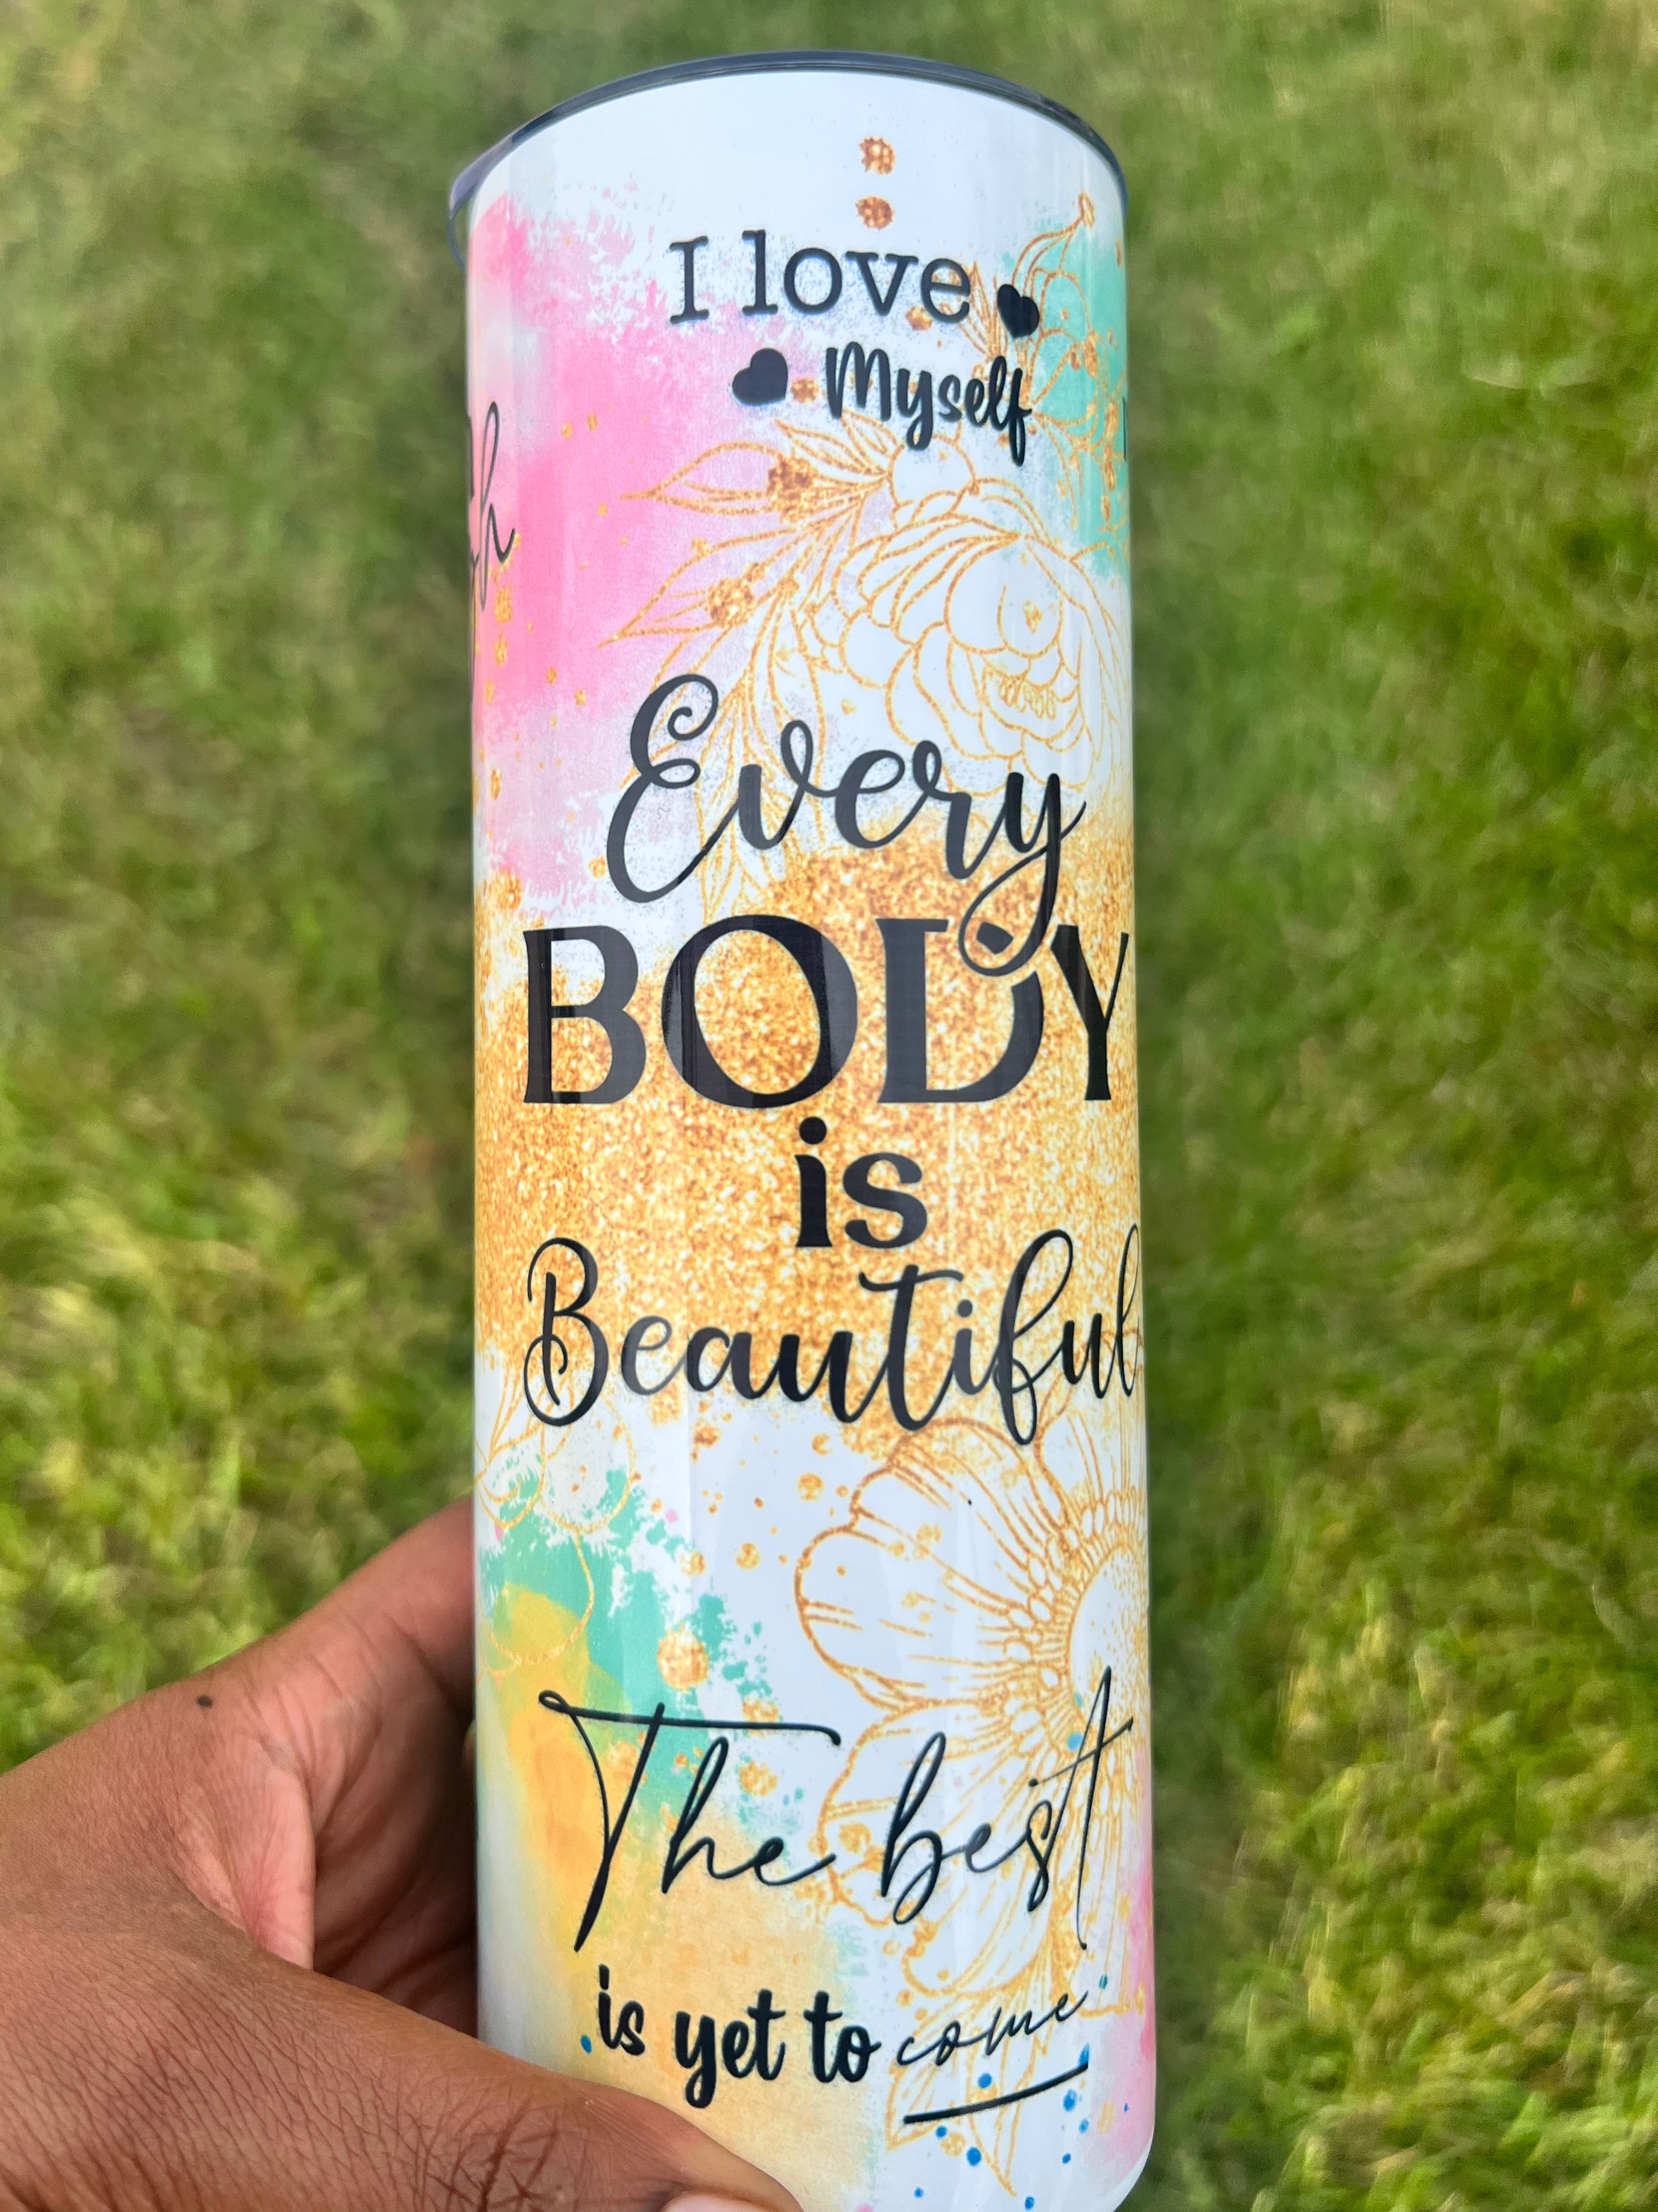 I love
Myself
Every
BODY
is
Beautiful
The best
is yet to come